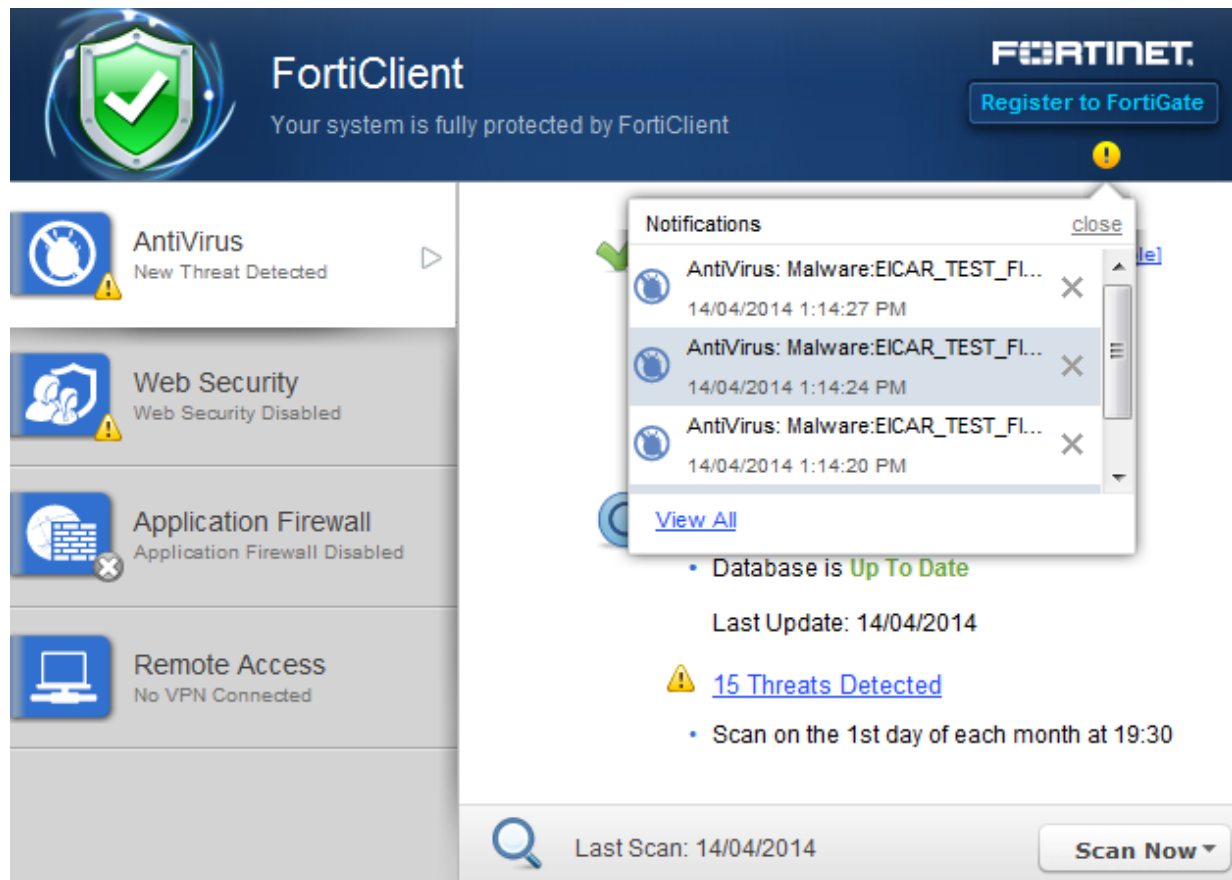 FortiClient
Your system is fully protected by FortiClient
FORTINET
Register to FortiGate
AntiVirus
New Threat Detected
Web Security
Web Security Disabled
Application Firewall
Application Firewall Disabled
Remote Access
No VPN Connected
Notifications
close
AntiVirus: Malware:EICAR_TEST_FI...
14/04/2014 1:14:27 PM
AntiVirus: Malware:EICAR_TEST_FI...
14/04/2014 1:14:24 PM
AntiVirus: Malware:EICAR_TEST_FI...
14/04/2014 1:14:20 PM
View All
Database is Up To Date
Last Update: 14/04/2014
15 Threats Detected
Scan on the 1st day of each month at 19:30
Last Scan: 14/04/2014
Scan Now